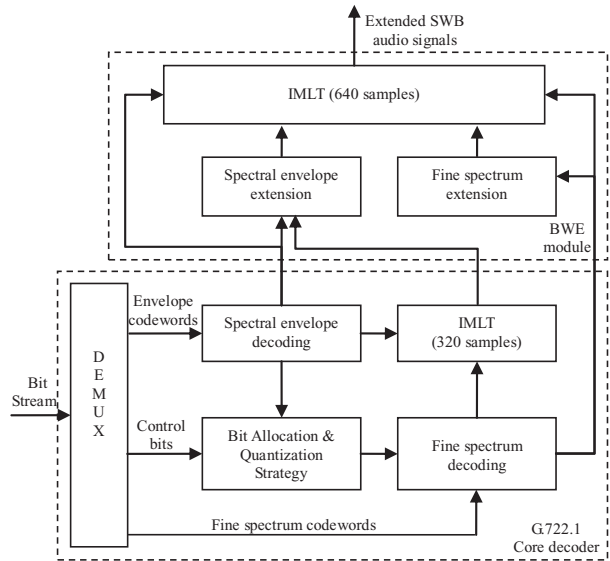 Extended SWB
audio signals
IMLT (640 samples)
Spectral envelope
extension
Fine spectrum
extension
BWE
module
Envelope
codewords
Spectral envelope
decoding
IMLT
(320 samples)
D
E
M
U
X
Bit
Stream
Control
bits
Bit Allocation &
Quantization
Strategy
Fine spectrum
decoding
Fine spectrum codewords
G.722.1
Core decoder